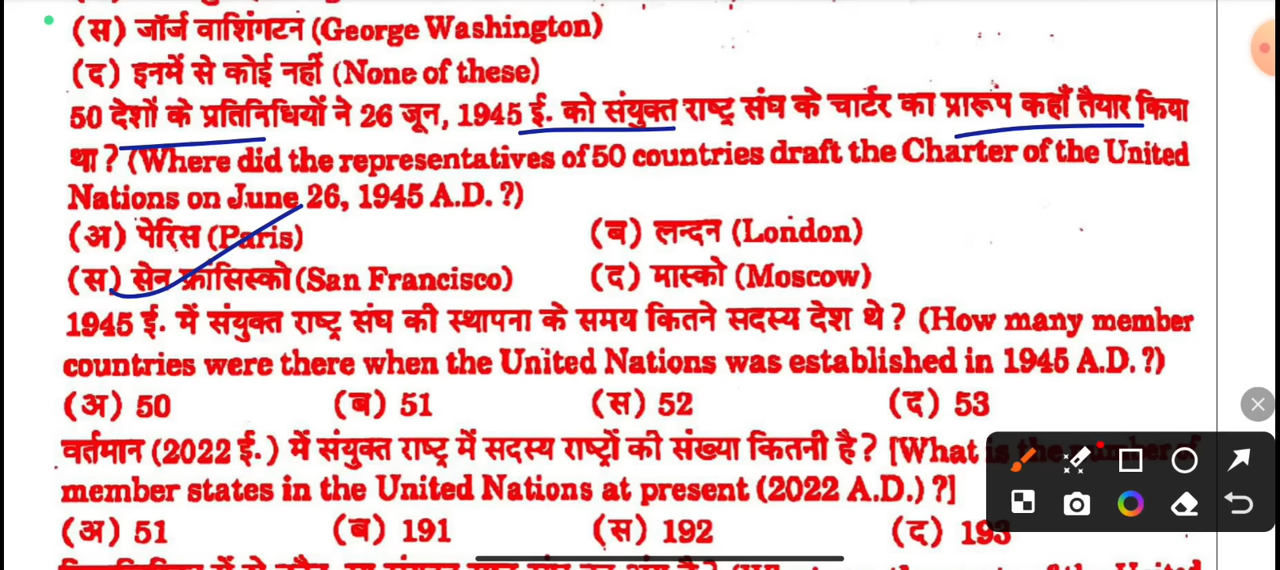 (स) जॉर्ज वाशिंगटन (George Washington)
(द) इनमें से कोई नहीं (None of these)
50 देशों के प्रतिनिधियों ने 26 जून, 1945 ई. को संयुक्त राष्ट्र संघ के चार्टर का प्रारूप कहाँ तैयार किया
था? (Where did the representatives of 50 countries draft the Charter of the United
Nations on June 26, 1945 A.D. ?)
(अ) पेरिस (Paris) (ब) लन्दन (London)
(स) सेन फ्रांसिस्को (San Francisco) (द) मास्को (Moscow)
1945 ई. में संयुक्त राष्ट्र संघ की स्थापना के समय कितने सदस्य देश थे? (How many member
countries were there when the United Nations was established in 1945 A.D. ?)
(अ) 50 (ब) 51 (स) 52 (द) 53
वर्तमान (2022 ई.) में संयुक्त राष्ट्र में सदस्य राष्ट्रों की संख्या कितनी है? [What is the number of
member states in the United Nations at present (2022 A.D.) ?]
(अ) 51 (ब) 191 (स) 192 (द) 193